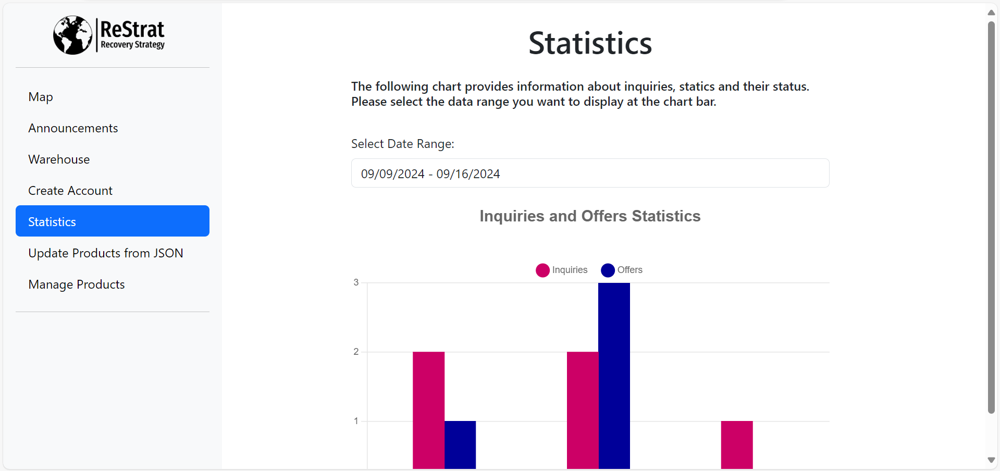 ReStrat
Recovery Strategy
Map
Announcements
Warehouse
Create Account
Statistics
Update Products from JSON
Manage Products
Statistics
The following chart provides information about inquiries, statics and their status.
Please select the data range you want to display at the chart bar.
Select Date Range:
09/09/2024 - 09/16/2024
Inquiries and Offers Statistics
Inquiries Offers
3
2
1